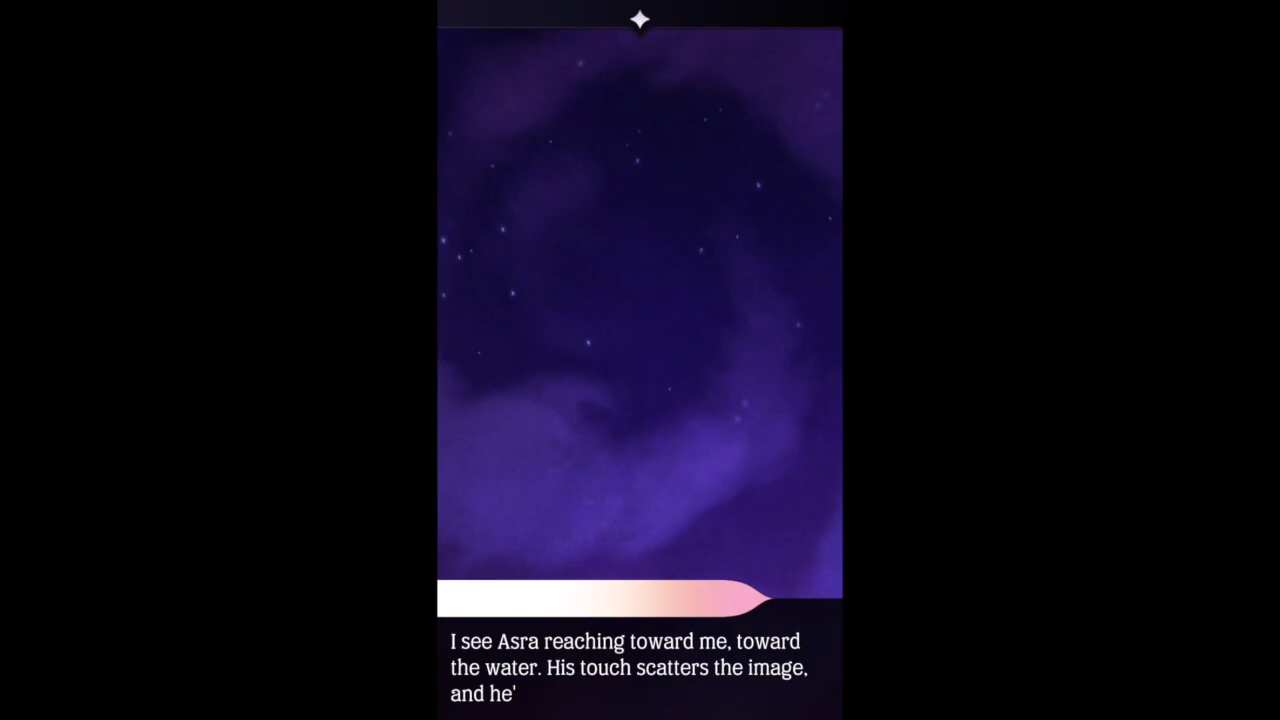 I see Asra reaching toward me, toward
the water. His touch scatters the image,
and he'